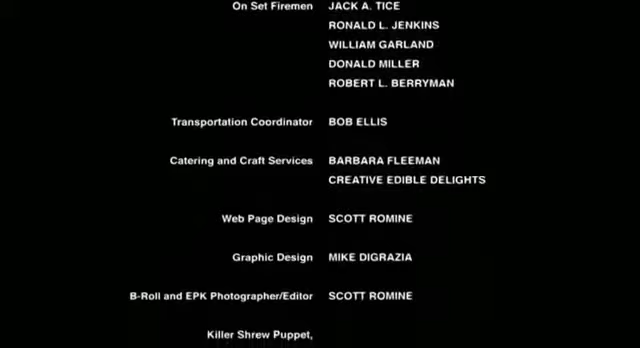 On Set Firemen JACK A. TICE
RONALD L. JENKINS
WILLIAM GARLAND
DONALD MILLER
ROBERT L. BERRYMAN
Transportation Coordinator BOB ELLIS
Catering and Craft Services BARBARA FLEEMAN
CREATIVE EDIBLE DELIGHTS
Web Page Design SCOTT ROMINE
Graphic Design MIKE DIGRAZIA
B-Roll and EPK Photographer/Editor SCOTT ROMINE
Killer Shrew Puppet,